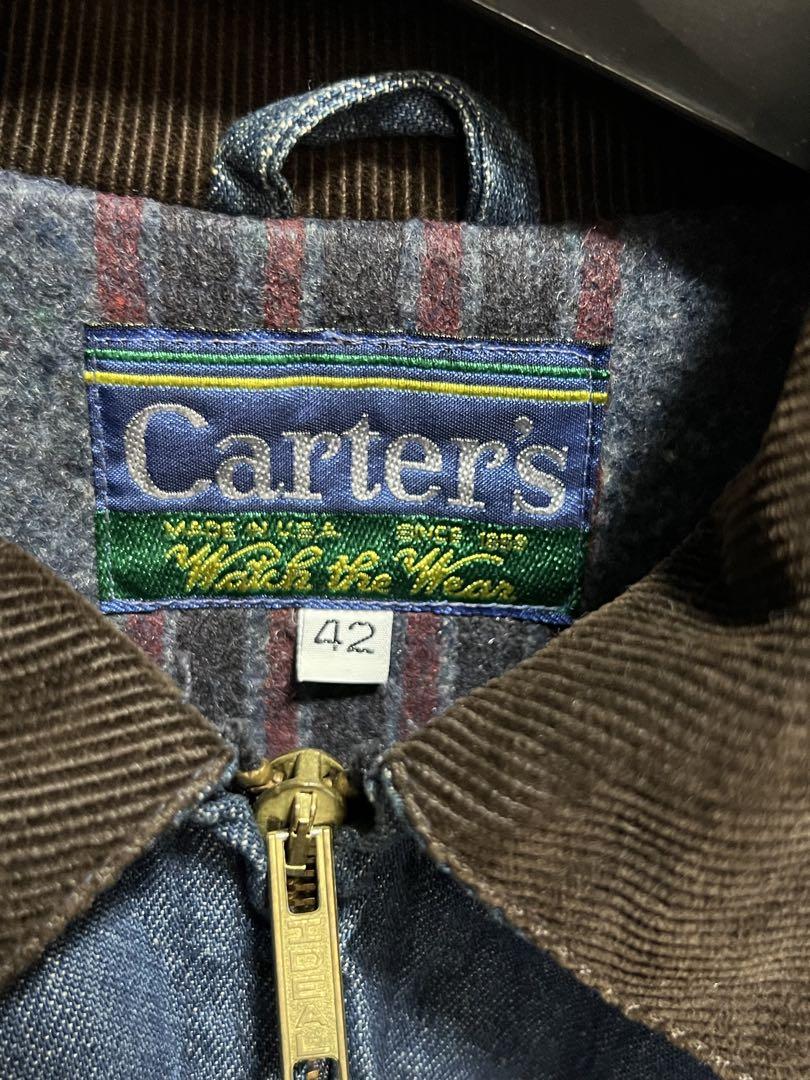 Carter's
MADE IN U.S.A. SINCE 1859
Watch the Wear
42
IDEAL